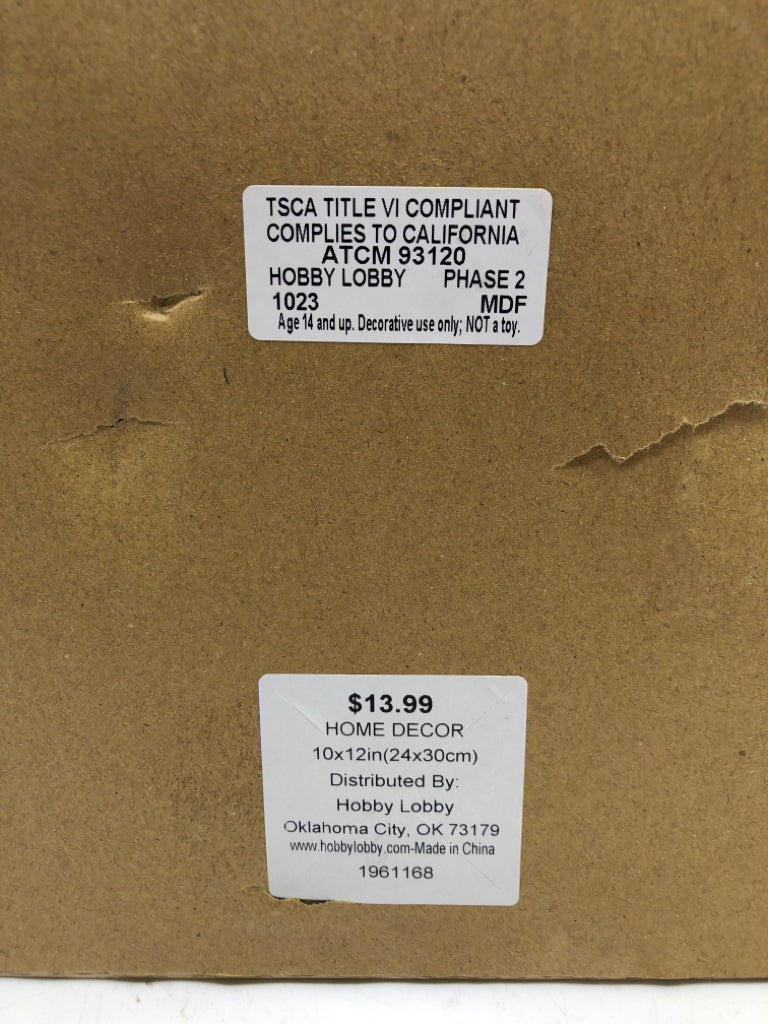 TSCA TITLE VI COMPLIANT
COMPLIES TO CALIFORNIA
ATCM 93120
HOBBY LOBBY PHASE 2
1023 MDF
Age 14 and up. Decorative use only; NOT a toy.
$13.99
HOME DECOR
10x12in(24x30cm)
Distributed By:
Hobby Lobby
Oklahoma City, OK 73179
www.hobbylobby.com-Made in China
1961168